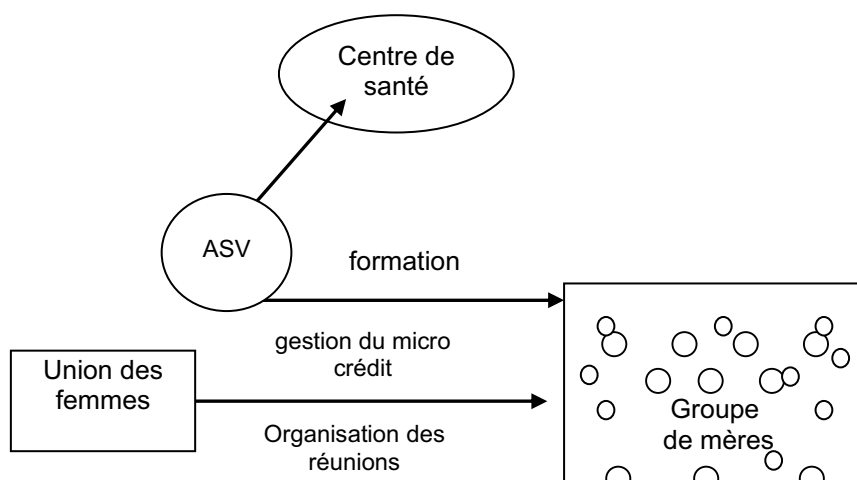 Centre de
santé
ASV
formation
gestion du micro
crédit
Union des
femmes
Organisation des
réunions
Groupe
de mères